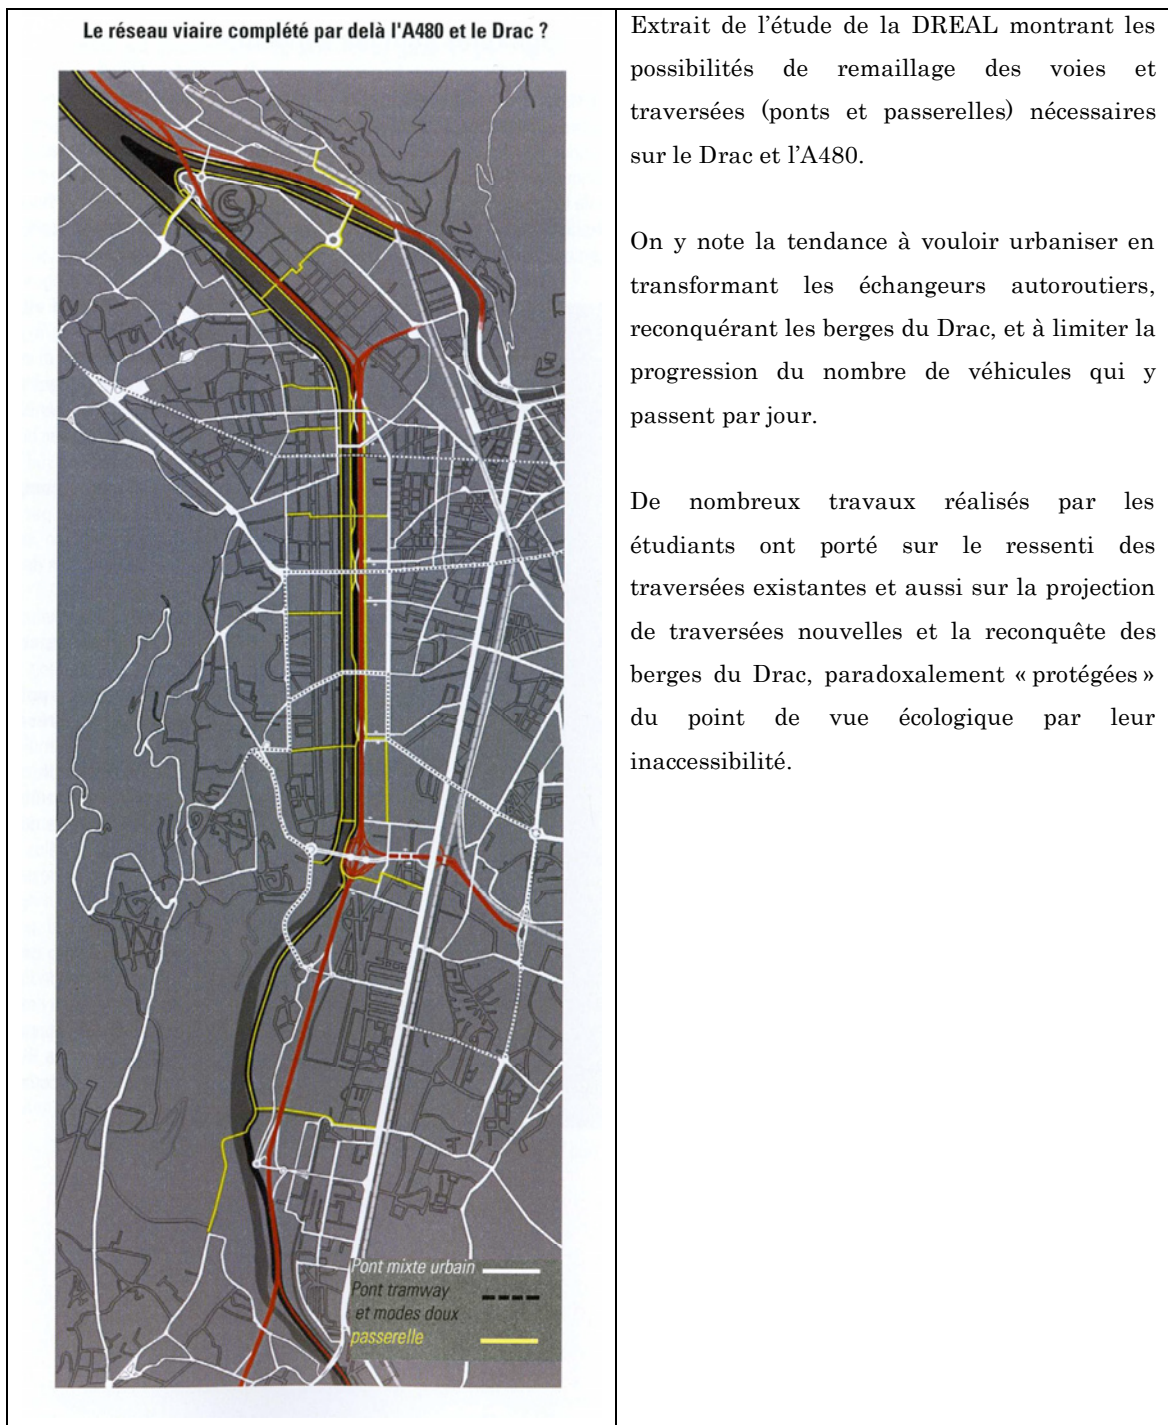 Le réseau viaire complété par delà l'A480 et le Drac ?
Pont mixte urbain
Pont tramway
et modes doux
passerelle
Extrait de l’étude de la DREAL montrant les
possibilités de remaillage des voies et
traversées (ponts et passerelles) nécessaires
sur le Drac et l’A480.
On y note la tendance à vouloir urbaniser en
transformant les échangeurs autoroutiers,
reconquérant les berges du Drac, et à limiter la
progression du nombre de véhicules qui y
passent par jour.
De nombreux travaux réalisés par les
étudiants ont porté sur le ressenti des
traversées existantes et aussi sur la projection
de traversées nouvelles et la reconquête des
berges du Drac, paradoxalement « protégées »
du point de vue écologique par leur
inaccessibilité.